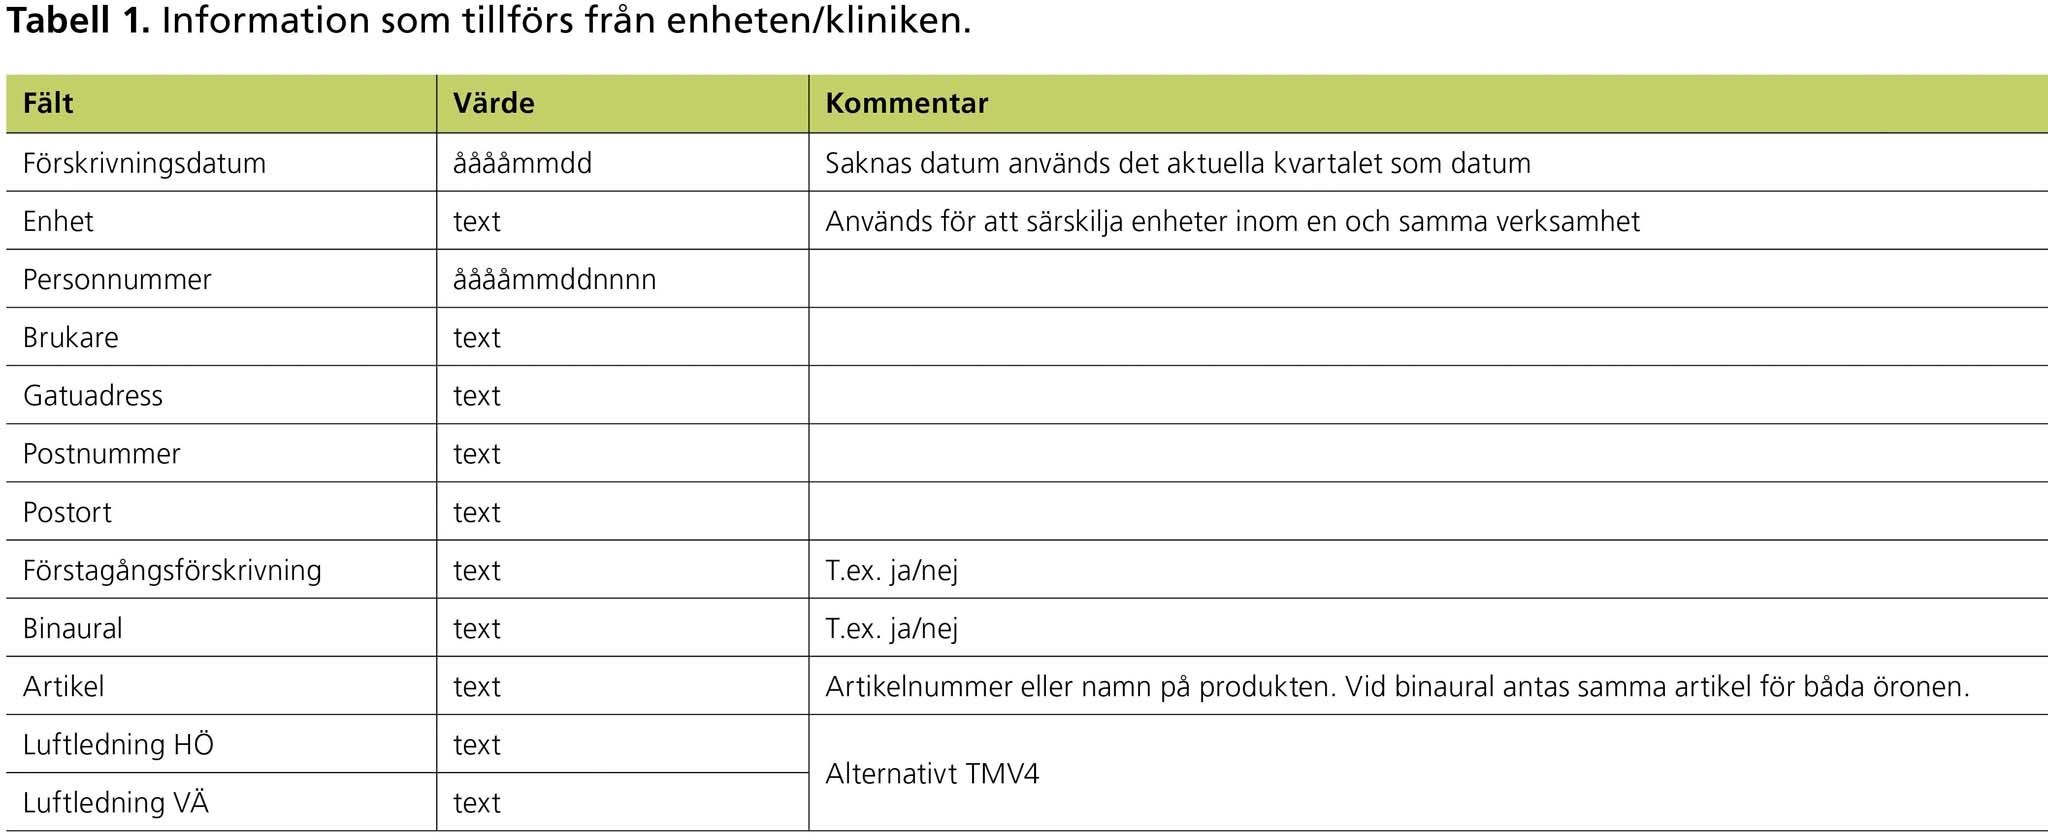 Tabell 1. Information som tillförs från enheten/kliniken.
Fält Värde Kommentar
Förskrivningsdatum ååååmmdd Saknas datum används det aktuella kvartalet som datum
Enhet text Används för att särskilja enheter inom en och samma verksamhet
Personnummer ååååmmddnnnn
Brukare text
Gatuadress text
Postnummer text
Postort text
Förstagångsförskrivning text T.ex. ja/nej
Binaural text T.ex. ja/nej
Artikel text Artikelnummer eller namn på produkten. Vid binaural antas samma artikel för båda öronen.
Luftledning HÖ text
Alternativt TMV4
Luftledning VÄ text